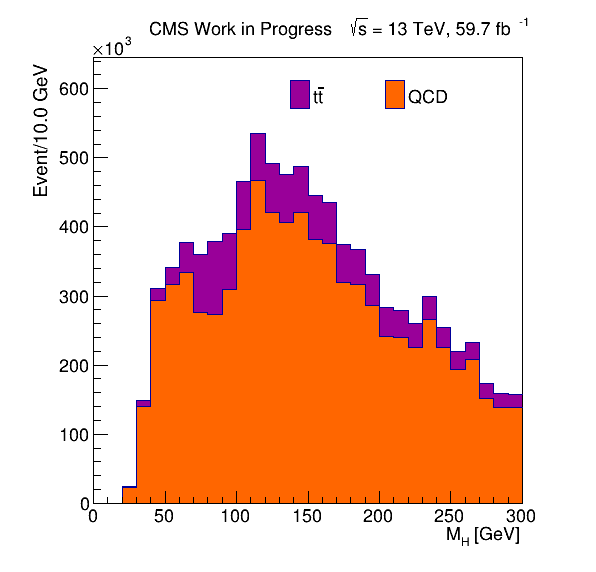 CMS Work in Progress √s = 13 TeV, 59.7 fb⁻¹
×10³
Event/10.0 GeV
tt̄
QCD
600
500
400
300
200
100
0
0 50 100 150 200 250 300
M_H [GeV]